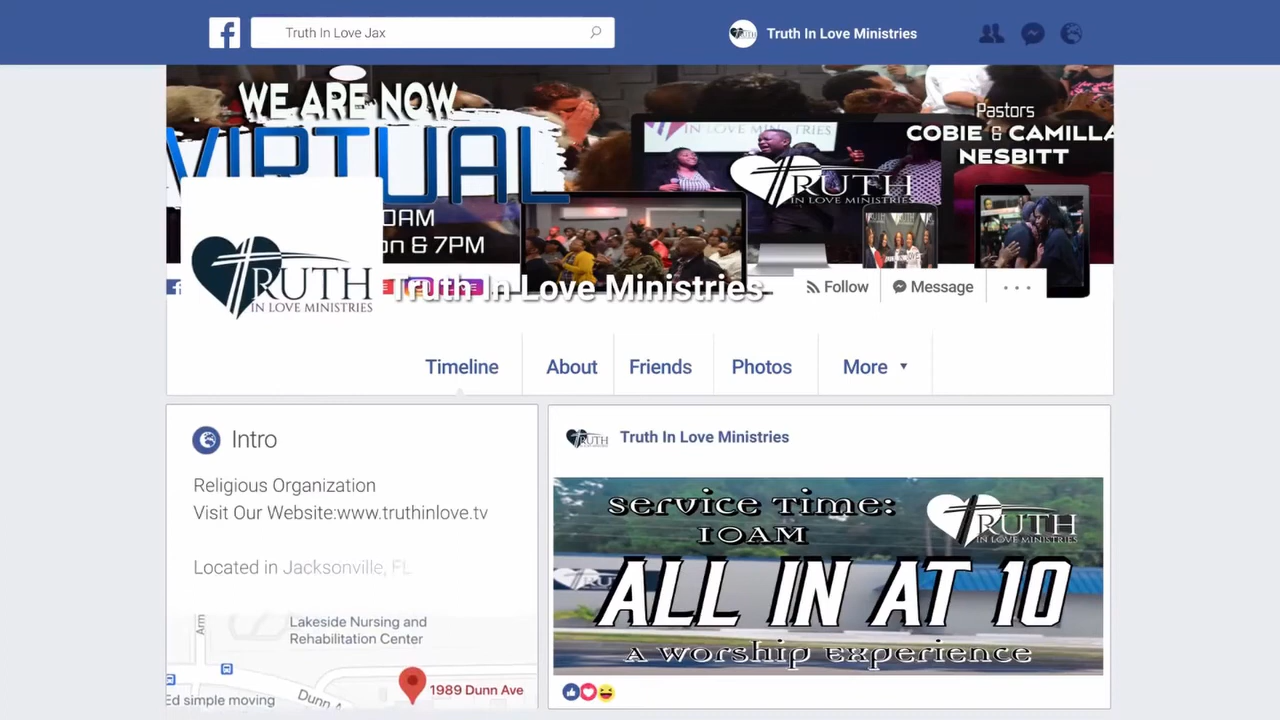 Truth In Love Jax
Truth In Love Ministries
WE ARE NOW
VIRTUAL
0AM
on & 7PM
IN LOVE MINISTRIES
TRUTH
IN LOVE MINISTRIES
Pastors
COBIE & CAMILLA
NESBITT
TRUTH
IN LOVE MINISTRIES
Truth In Love Ministries
Follow
Message
Timeline
About
Friends
Photos
More
Intro
Religious Organization
Visit Our Website:www.truthinlove.tv
Located in Jacksonville, FL
Lakeside Nursing and
Rehabilitation Center
Arm
1989 Dunn Ave
Ed simple moving
Dunn A
TRUTH
Truth In Love Ministries
Service Time:
10AM
TRUTH
IN LOVE MINISTRIES
ALL IN AT 10
A Worship Experience